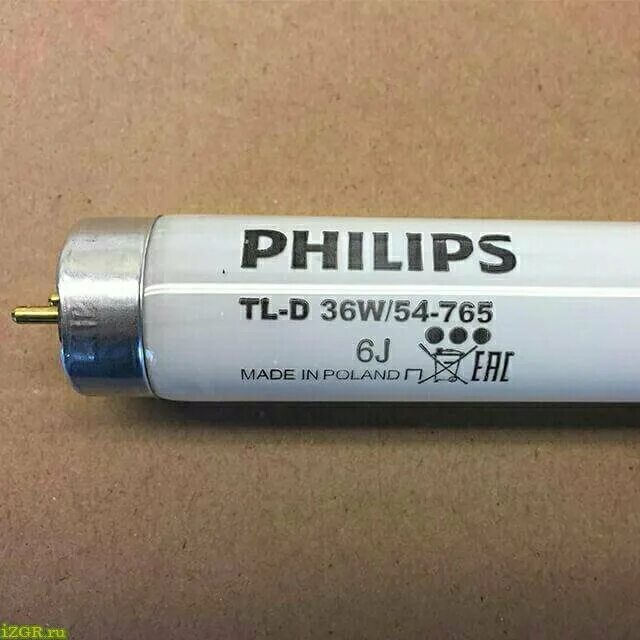 PHILIPS
TL-D 36W/54-765
6J
MADE IN POLAND EAC
iZGR.ru